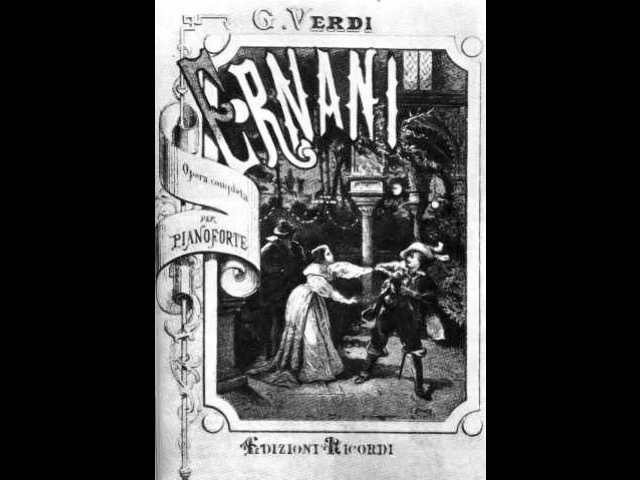 G. VERDI
ERNANI
Opera completa
PER
PIANOFORTE
EDIZIONI RICORDI